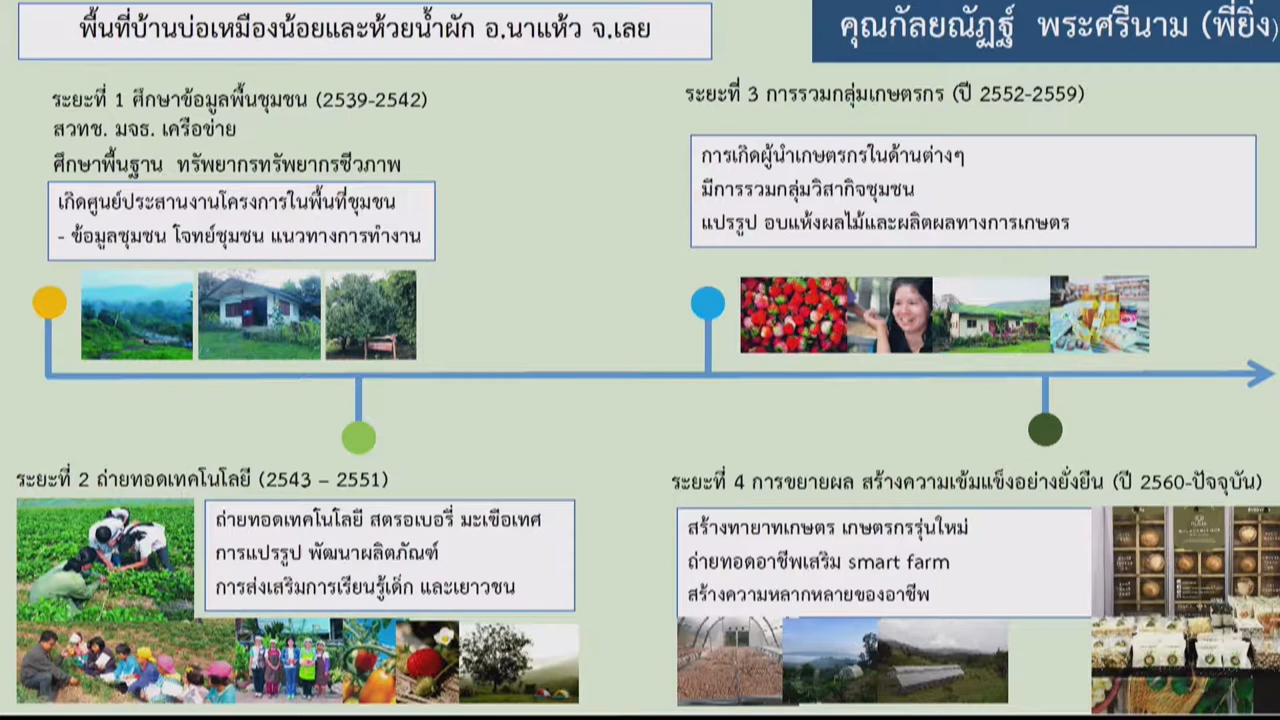 พื้นที่บ้านบ่อเหมืองน้อยและห้วยน้ำผัก อ.นาแห้ว จ.เลย
คุณกัลยณัฏฐ์ พระศรีนาม (พี่ยิ่ง)
ระยะที่ 1 ศึกษาข้อมูลพื้นชุมชน (2539-2542)
สวทช. มจธ. เครือข่าย
ศึกษาพื้นฐาน ทรัพยากรทรัพยากรชีวภาพ
เกิดศูนย์ประสานงานโครงการในพื้นที่ชุมชน
- ข้อมูลชุมชน โจทย์ชุมชน แนวทางการทำงาน
ระยะที่ 3 การรวมกลุ่มเกษตรกร (ปี 2552-2559)
การเกิดผู้นำเกษตรกรในด้านต่างๆ
มีการรวมกลุ่มวิสากิจชุมชน
แปรรูป อบแห้งผลไม้และผลิตผลทางการเกษตร
ระยะที่ 2 ถ่ายทอดเทคโนโลยี (2543 – 2551)
ถ่ายทอดเทคโนโลยี สตรอเบอรี่ มะเขือเทศ
การแปรรูป พัฒนาผลิตภัณฑ์
การส่งเสริมการเรียนรู้เด็ก และเยาวชน
ระยะที่ 4 การขยายผล สร้างความเข้มแข็งอย่างยั่งยืน (ปี 2560-ปัจจุบัน)
สร้างทายาทเกษตร เกษตรกรรุ่นใหม่
ถ่ายทอดอาชีพเสริม smart farm
สร้างความหลากหลายของอาชีพ